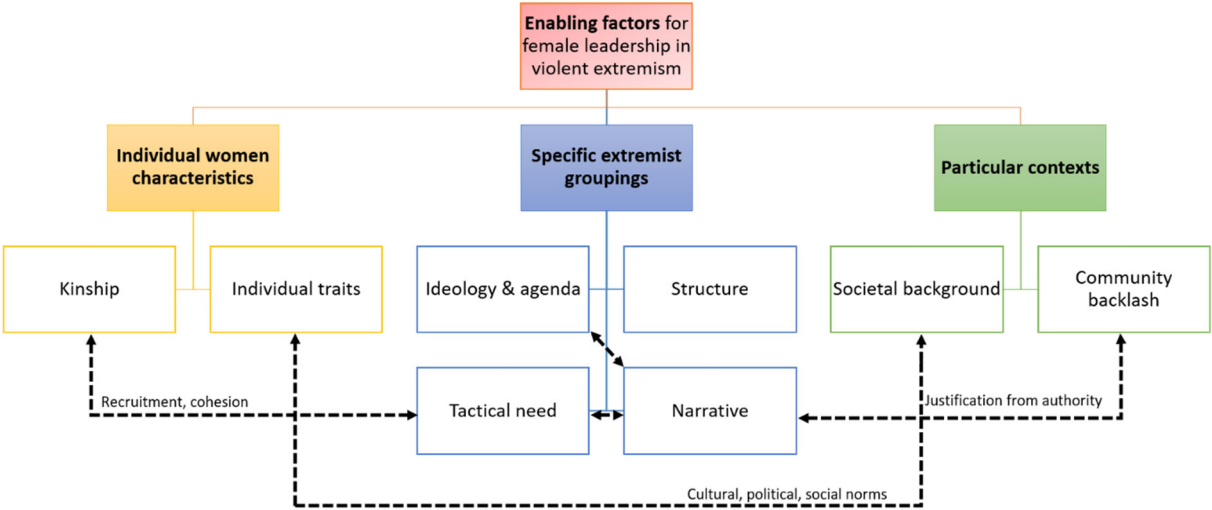 Enabling factors for
female leadership in
violent extremism
Individual women
characteristics
Specific extremist
groupings
Particular contexts
Kinship
Individual traits
Ideology & agenda
Structure
Societal background
Community
backlash
Recruitment, cohesion
Tactical need
Narrative
Justification from authority
Cultural, political, social norms